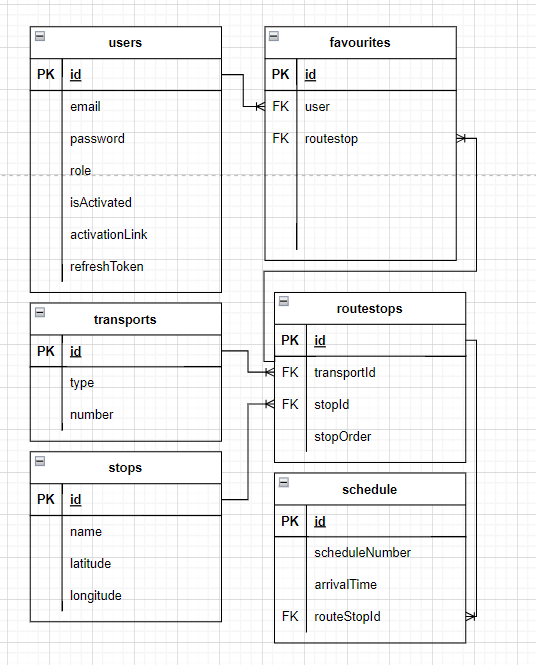 users
PK id
email
password
role
isActivated
activationLink
refreshToken
favourites
PK id
FK user
FK routestop
transports
PK id
type
number
routestops
PK id
FK transportId
FK stopId
stopOrder
stops
PK id
name
latitude
longitude
schedule
PK id
scheduleNumber
arrivalTime
FK routeStopId